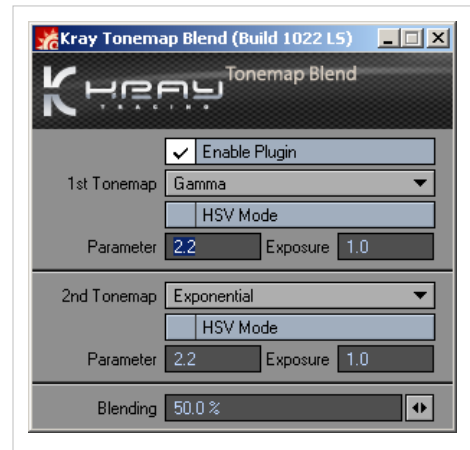 Kray Tonemap Blend (Build 1022 LS)
KRAY Tonemap Blend
TRACING
Enable Plugin
1st Tonemap Gamma
HSV Mode
Parameter 2.2 Exposure 1.0
2nd Tonemap Exponential
HSV Mode
Parameter 2.2 Exposure 1.0
Blending 50.0 %